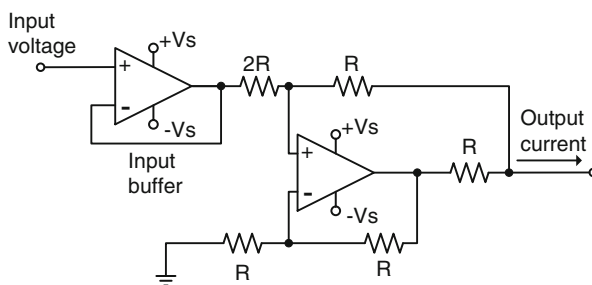 Input
voltage
+Vs
-Vs
+
-
Input
buffer
2R
R
+Vs
-Vs
+
-
R
Output
current
R
R